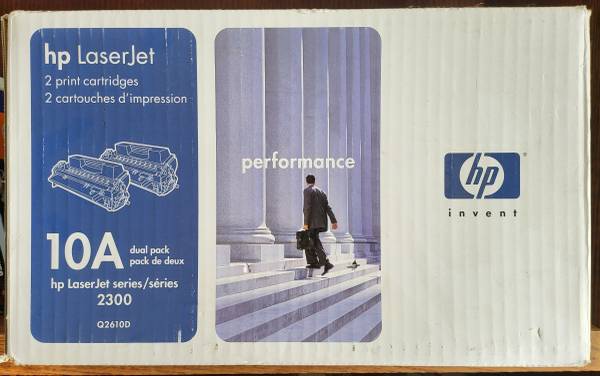 hp LaserJet
2 print cartridges
2 cartouches d'impression
10A dual pack
pack de deux
hp LaserJet series/séries
2300
Q2610D
performance
hp
invent